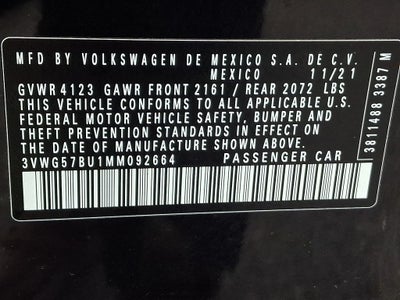 MFD BY VOLKSWAGEN DE MEXICO S.A. DE C.V.
MEXICO 11/21
GVWR 4123 GAWR FRONT 2161 / REAR 2072 LBS
THIS VEHICLE CONFORMS TO ALL APPLICABLE U.S.
FEDERAL MOTOR VEHICLE SAFETY, BUMPER AND
THEFT PREVENTION STANDARDS IN EFFECT ON
THE DATE OF MANUFACTURE SHOWN ABOVE.
3VWG57BU1MM092664 PASSENGER CAR
3811488 3387 M